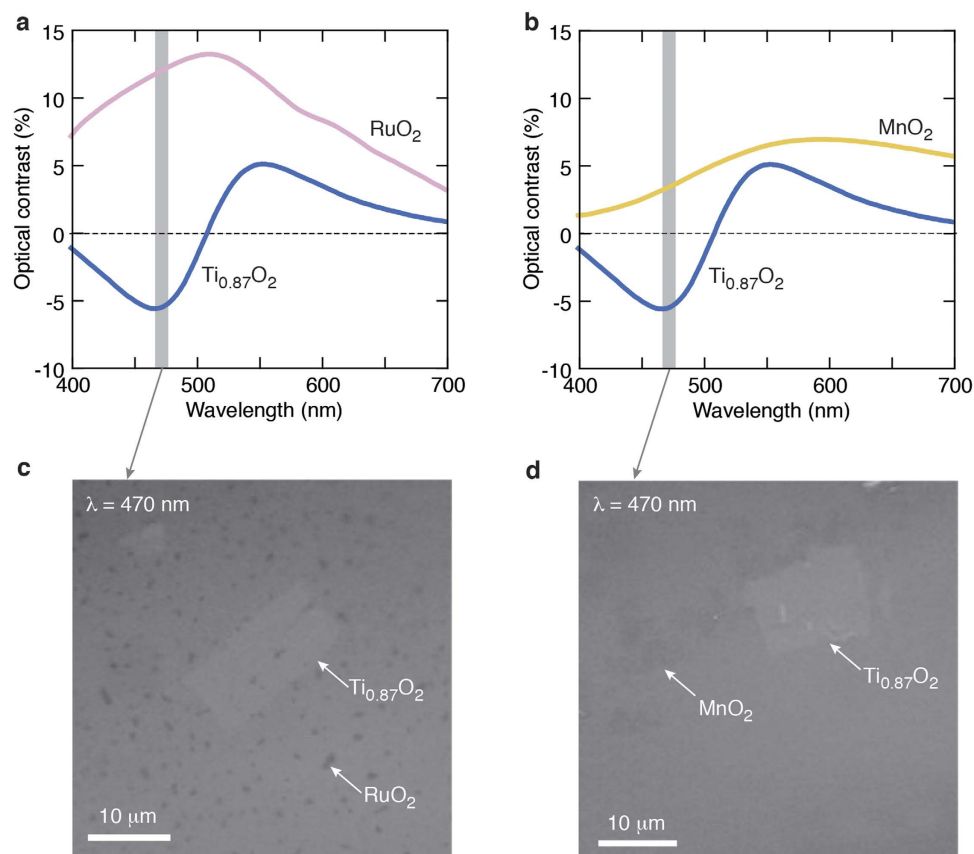 a
15
10
5
0
-5
-10
400
500
600
700
Optical contrast (%)
Wavelength (nm)
RuO₂
Ti₀.₈₇O₂
b
15
10
5
0
-5
-10
400
500
600
700
Optical contrast (%)
Wavelength (nm)
MnO₂
Ti₀.₈₇O₂
c
λ = 470 nm
Ti₀.₈₇O₂
RuO₂
10 μm
d
λ = 470 nm
Ti₀.₈₇O₂
MnO₂
10 μm